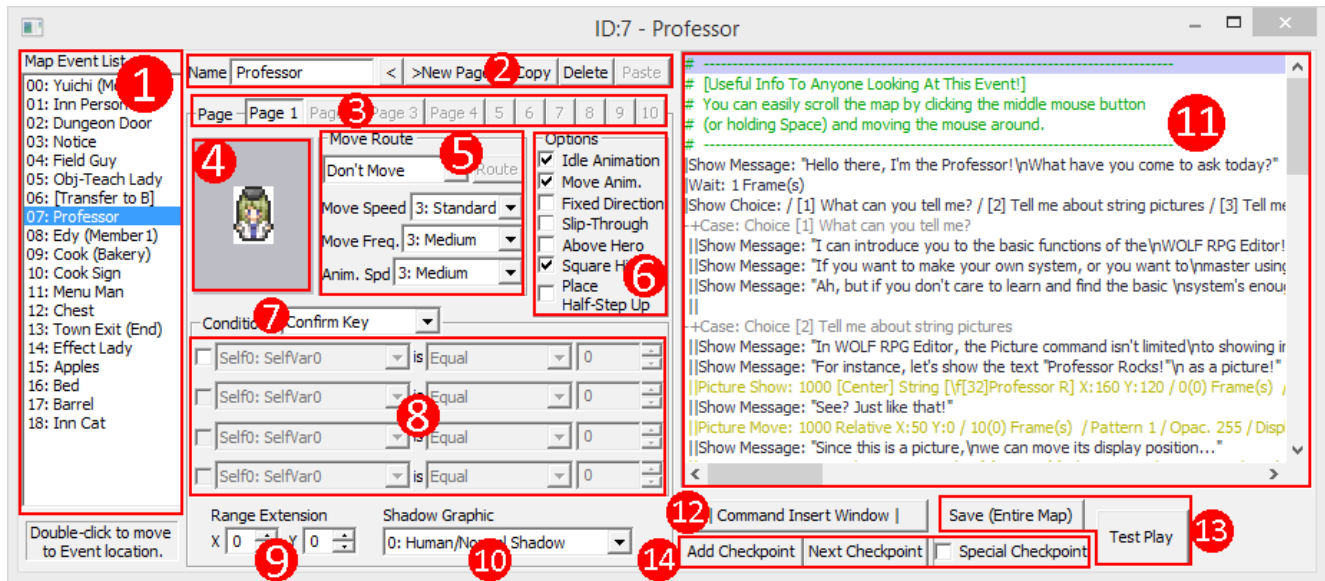 ID:7 - Professor
Map Event List
1
00: Yuichi (M
01: Inn Person
02: Dungeon Door
03: Notice
04: Field Guy
05: Obj-Teach Lady
06: [Transfer to B]
07: Professor
08: Edy (Member1)
09: Cook (Bakery)
10: Cook Sign
11: Menu Man
12: Chest
13: Town Exit (End)
14: Effect Lady
15: Apples
16: Bed
17: Barrel
18: Inn Cat
Double-click to move
to Event location.
Name Professor < >New Page 2 Copy Delete Paste
Page Page 1 Page 3 Page 3 Page 4 5 6 7 8 9 10
4
Move Route 5
Don't Move Route
Move Speed 3: Standard
Move Freq. 3: Medium
Anim. Spd 3: Medium
Options
Idle Animation
Move Anim.
Fixed Direction
Slip-Through
Above Hero
Square Hi 6
Place
Half-Step Up
Condition 7 Confirm Key
Self0: SelfVar0 is Equal 0
Self0: SelfVar0 is Equal 0
8
Self0: SelfVar0 is Equal 0
Self0: SelfVar0 is Equal 0
Range Extension
X 0 Y 0
9
Shadow Graphic
0: Human/Normal Shadow
10
# ----------------------------------------------------------------------
# [Useful Info To Anyone Looking At This Event!]
# You can easily scroll the map by clicking the middle mouse button
# (or holding Space) and moving the mouse around.
# ----------------------------------------------------------------------
11
|Show Message: "Hello there, I'm the Professor! \nWhat have you come to ask today?"
|Wait: 1 Frame(s)
|Show Choice: / [1] What can you tell me? / [2] Tell me about string pictures / [3] Tell me
-+Case: Choice [1] What can you tell me?
||Show Message: "I can introduce you to the basic functions of the\nWOLF RPG Editor!
||Show Message: "If you want to make your own system, or you want to\nmaster using
||Show Message: "Ah, but if you don't care to learn and find the basic \nsystem's enoug
||
-+Case: Choice [2] Tell me about string pictures
||Show Message: "In WOLF RPG Editor, the Picture command isn't limited\nto showing
||Show Message: "For instance, let's show the text "Professor Rocks!"\n as a picture!"
||Picture Show: 1000 [Center] String [\f[32]Professor R] X:160 Y:120 / 0(0) Frame(s) /
||Show Message: "See? Just like that!"
||Picture Move: 1000 Relative X:50 Y:0 / 10(0) Frame(s) / Pattern 1 / Opac. 255 / Disp
||Show Message: "Since this is a picture,\nwe can move its display position..."
12 | Command Insert Window | Save (Entire Map) Test Play 13
14 Add Checkpoint Next Checkpoint Special Checkpoint